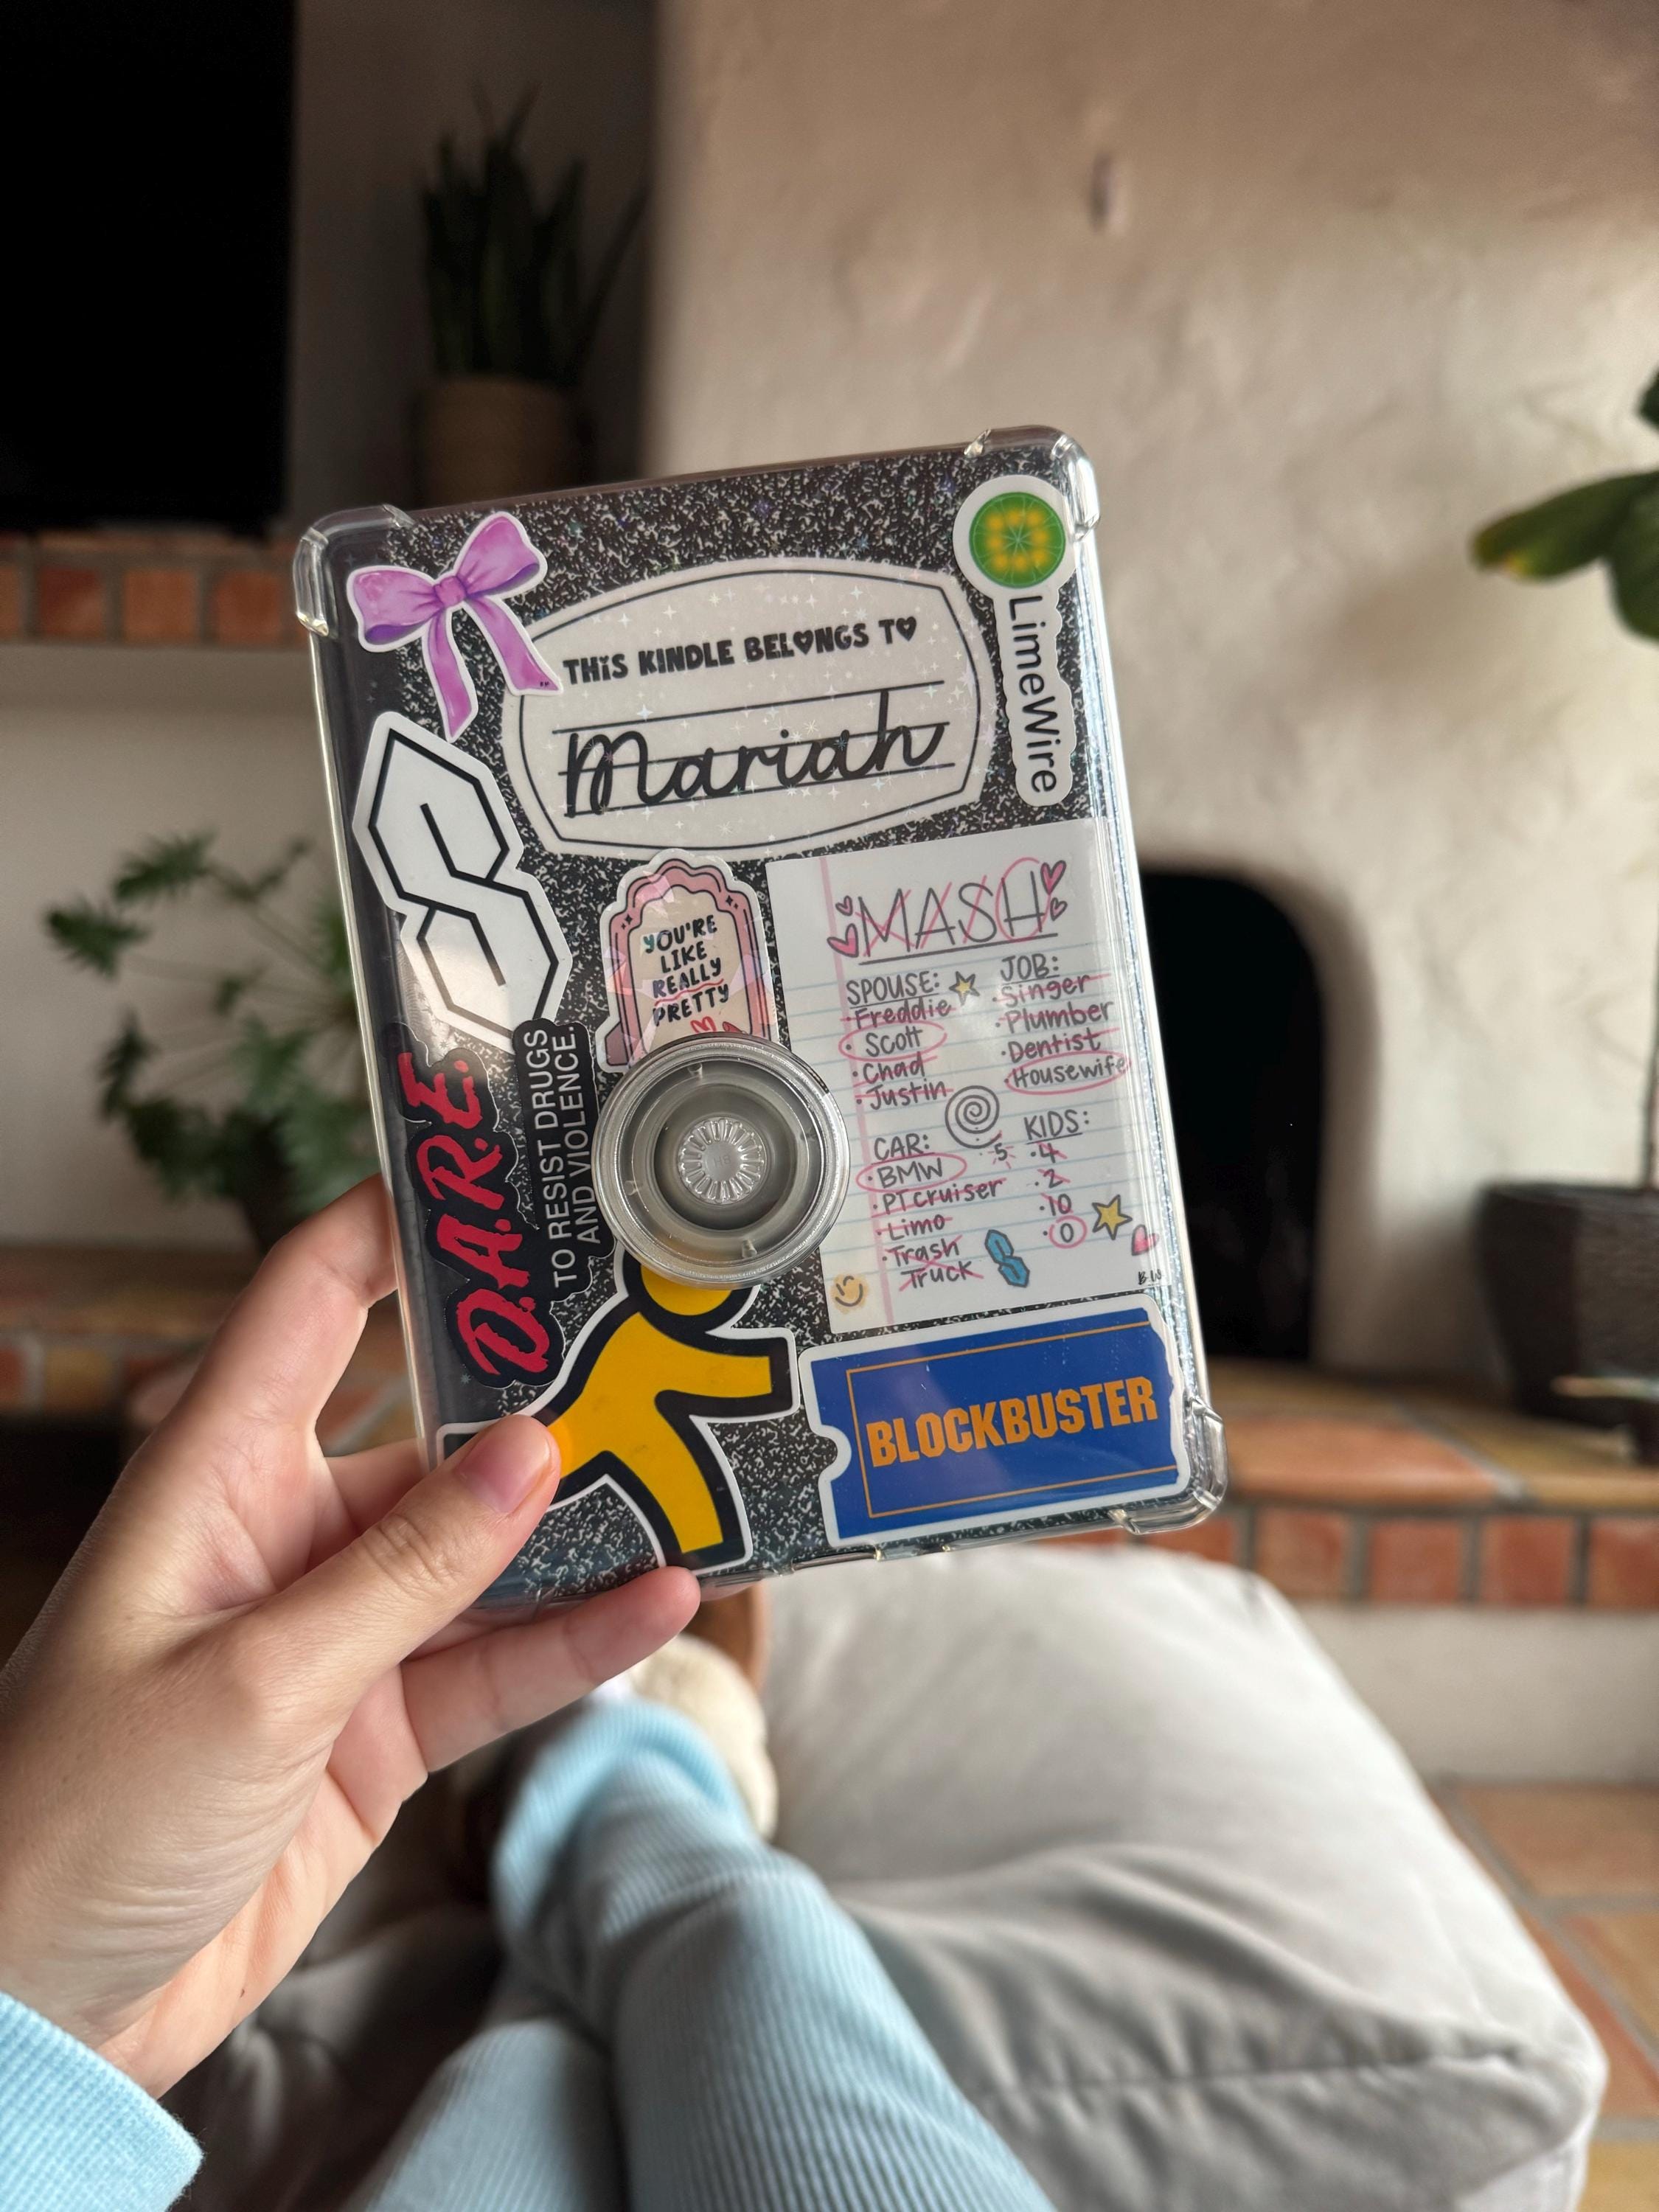 THIS KINDLE BELONGS TO
Mariah
LimeWire
YOU'RE
LIKE
REALLY
PRETTY
D.A.R.E.
TO RESIST DRUGS
AND VIOLENCE.
MASH
SPOUSE:
Freddie
Scott
Chad
Justin
JOB:
Singer
Plumber
Dentist
Housewife
CAR:
BMW
PT cruiser
Limo
Trash
Truck
5
KIDS:
4
2
10
0
BLOCKBUSTER